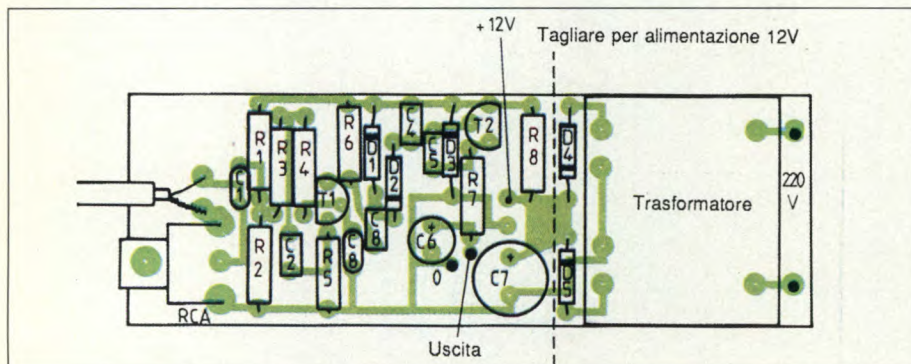 +12V
Tagliare per alimentazione 12V
R1
R3
R4
R6
D1
C4
C5
D3
T2
R8
D4
D2
R7
T1
C8
C6
C7
R2
C2
R5
C8
D5
0
Trasformatore
220 V
RCA
Uscita